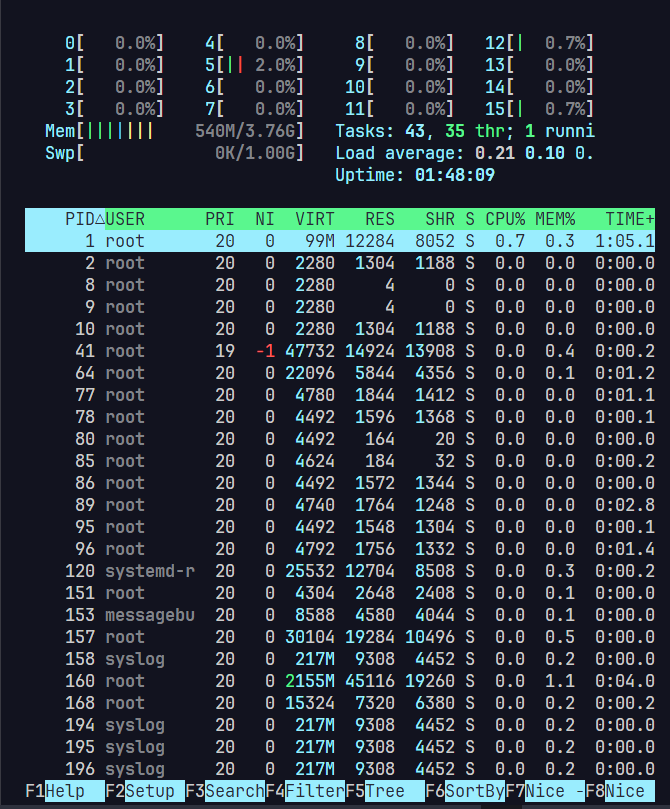 0[ 0.0%] 4[ 0.0%] 8[ 0.0%] 12[| 0.7%]
1[ 0.0%] 5[|| 2.0%] 9[ 0.0%] 13[ 0.0%]
2[ 0.0%] 6[ 0.0%] 10[ 0.0%] 14[ 0.0%]
3[ 0.0%] 7[ 0.0%] 11[ 0.0%] 15[| 0.7%]
Mem[||||||| 540M/3.76G] Tasks: 43, 35 thr; 1 runni
Swp[ 0K/1.00G] Load average: 0.21 0.10 0.
Uptime: 01:48:09
PID△USER PRI NI VIRT RES SHR S CPU% MEM% TIME+
1 root 20 0 99M 12284 8052 S 0.7 0.3 1:05.1
2 root 20 0 2280 1304 1188 S 0.0 0.0 0:00.0
8 root 20 0 2280 4 0 S 0.0 0.0 0:00.0
9 root 20 0 2280 4 0 S 0.0 0.0 0:00.0
10 root 20 0 2280 1304 1188 S 0.0 0.0 0:00.0
41 root 19 -1 47732 14924 13908 S 0.0 0.4 0:00.2
64 root 20 0 22096 5844 4356 S 0.0 0.1 0:01.2
77 root 20 0 4780 1844 1412 S 0.0 0.0 0:01.1
78 root 20 0 4492 1596 1368 S 0.0 0.0 0:00.1
80 root 20 0 4492 164 20 S 0.0 0.0 0:00.0
85 root 20 0 4624 184 32 S 0.0 0.0 0:00.2
86 root 20 0 4492 1572 1344 S 0.0 0.0 0:00.0
89 root 20 0 4740 1764 1248 S 0.0 0.0 0:02.8
95 root 20 0 4492 1548 1304 S 0.0 0.0 0:00.1
96 root 20 0 4792 1756 1332 S 0.0 0.0 0:01.4
120 systemd-r 20 0 25532 12704 8508 S 0.0 0.3 0:00.2
151 root 20 0 4304 2648 2408 S 0.0 0.1 0:00.0
153 messagebu 20 0 8588 4580 4044 S 0.0 0.1 0:00.0
157 root 20 0 30104 19284 10496 S 0.0 0.5 0:00.0
158 syslog 20 0 217M 9308 4452 S 0.0 0.2 0:00.0
160 root 20 0 2155M 45116 19260 S 0.0 1.1 0:04.0
168 root 20 0 15324 7320 6380 S 0.0 0.2 0:00.0
194 syslog 20 0 217M 9308 4452 S 0.0 0.2 0:00.0
195 syslog 20 0 217M 9308 4452 S 0.0 0.2 0:00.0
196 syslog 20 0 217M 9308 4452 S 0.0 0.2 0:00.0
F1Help F2Setup F3SearchF4FilterF5Tree F6SortByF7Nice -F8Nice